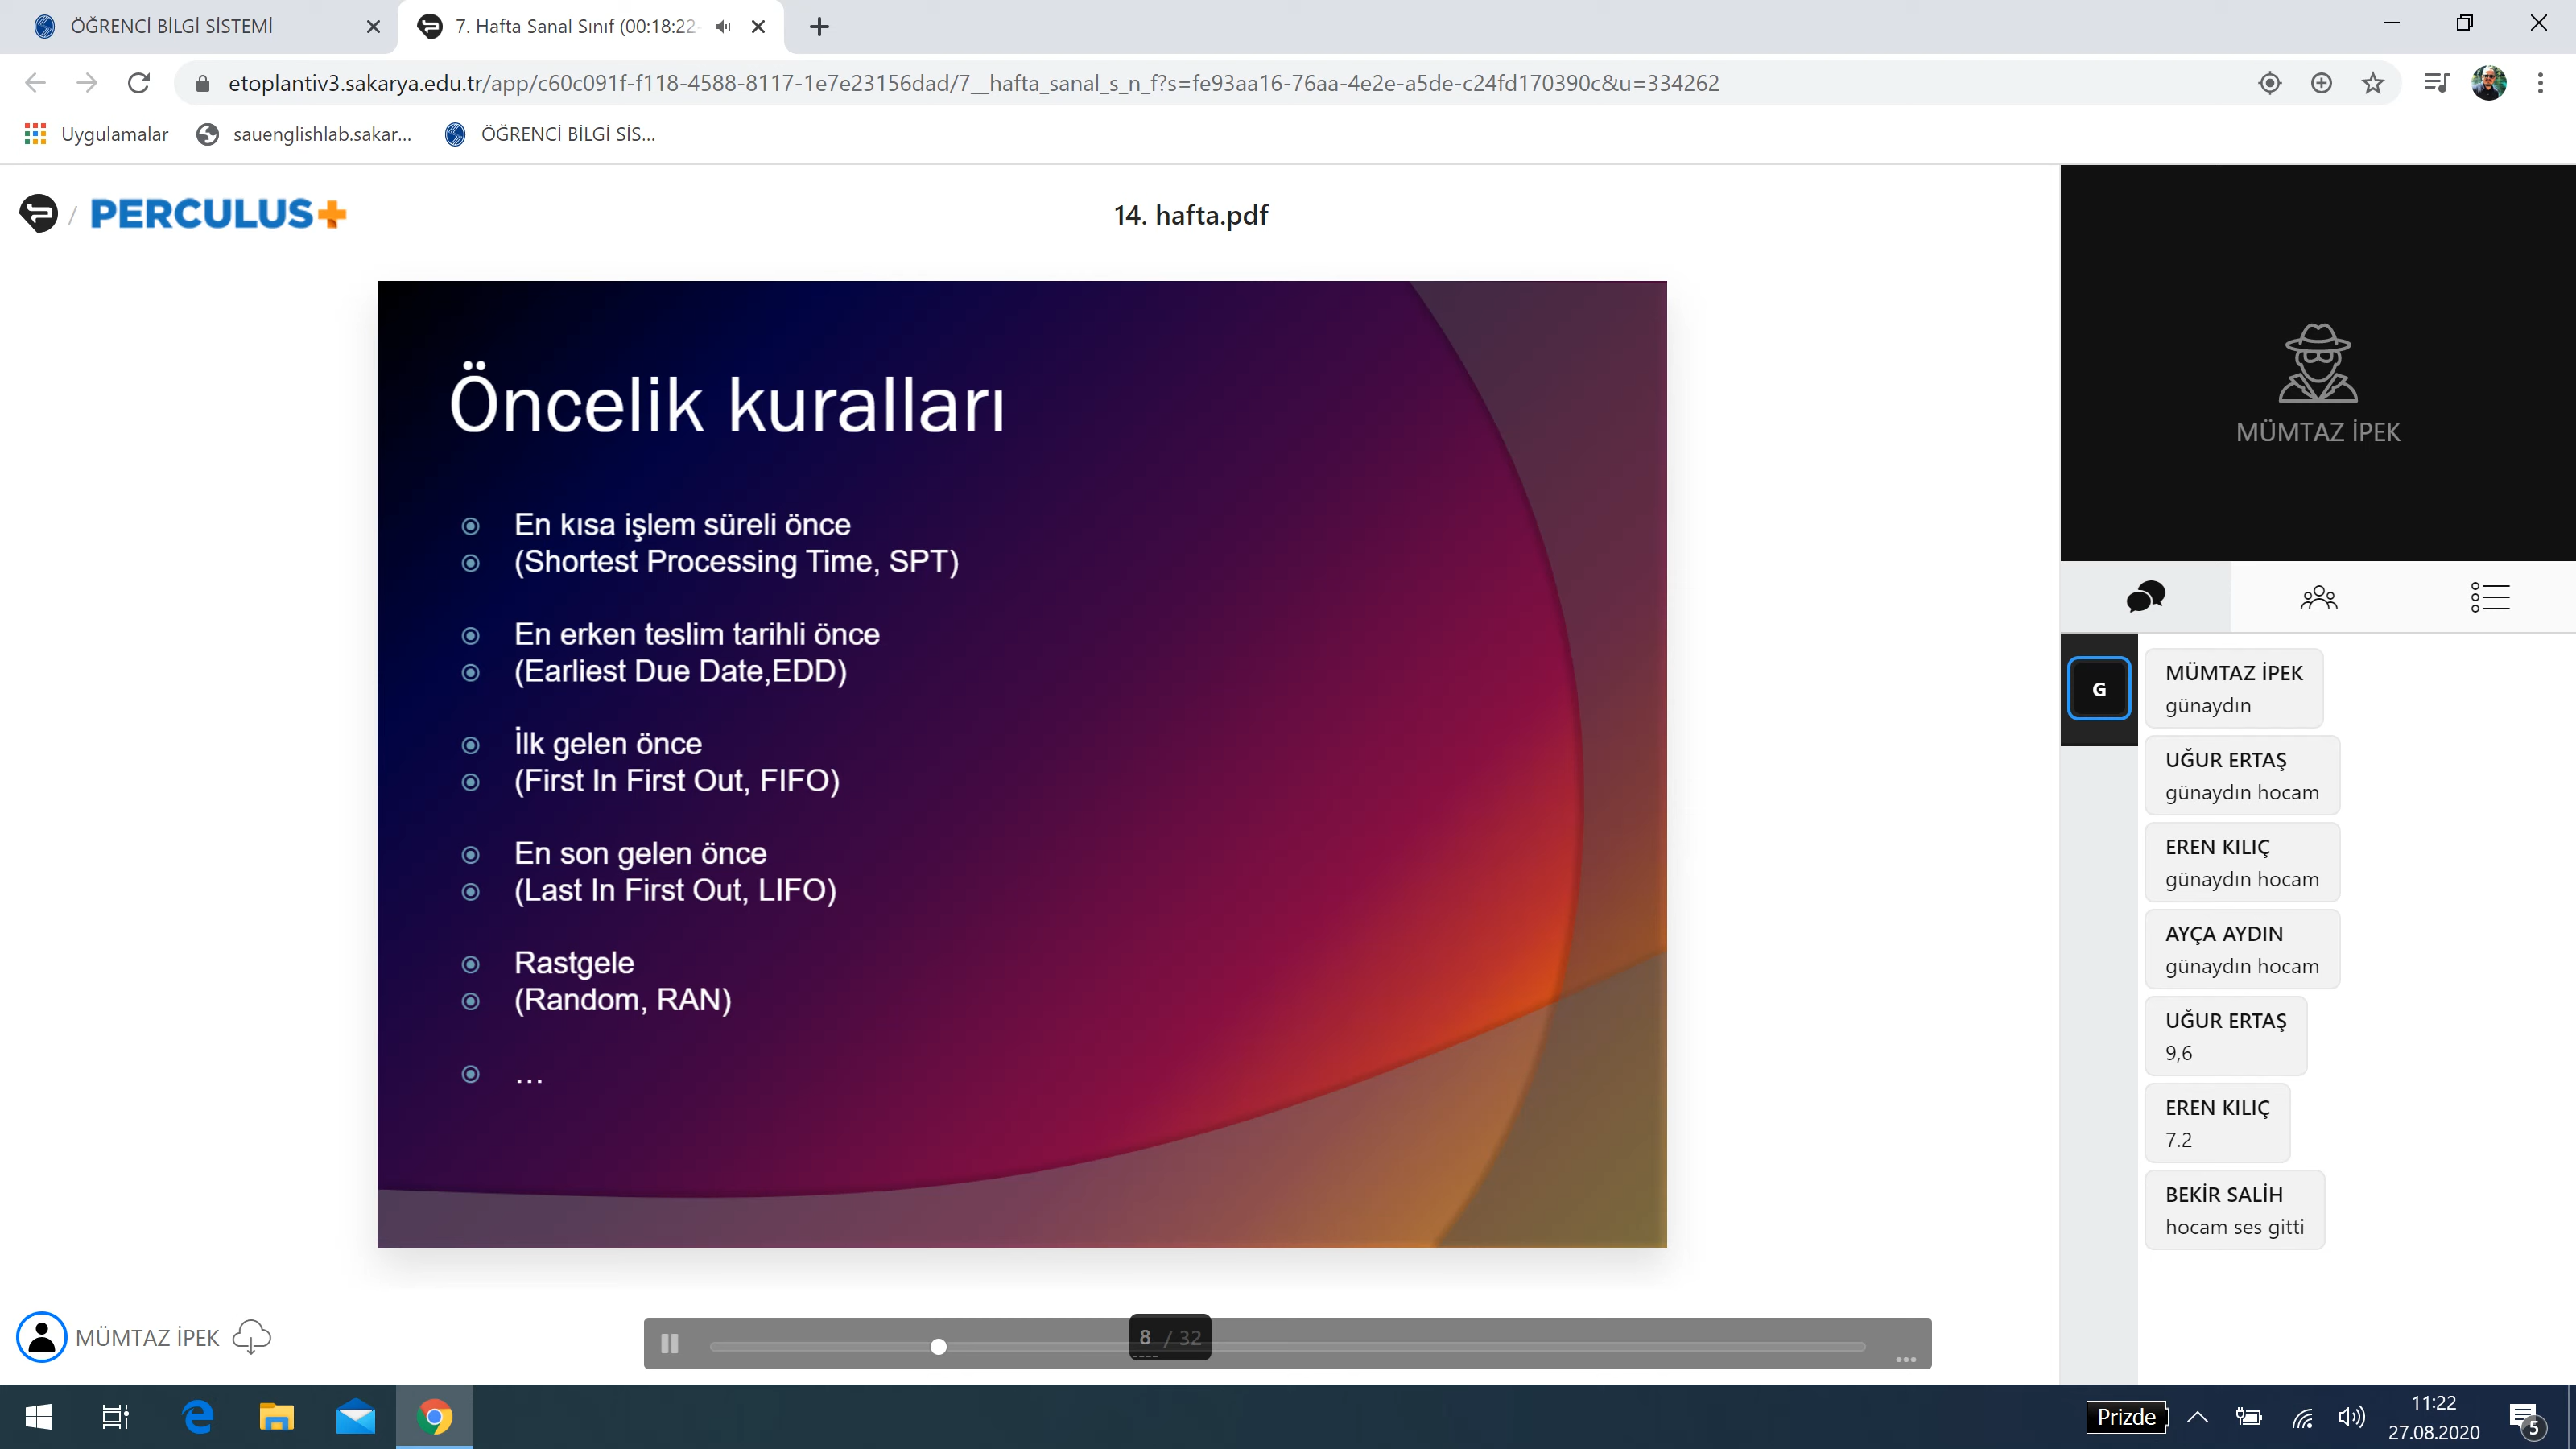 ÖĞRENCİ BİLGİ SİSTEMİ
7. Hafta Sanal Sınıf (00:18:22
etoplantiv3.sakarya.edu.tr/app/c60c091f-f118-4588-8117-1e7e23156dad/7__hafta_sanal_s_n_f?s=fe93aa16-76aa-4e2e-a5de-c24fd170390c&u=334262
Uygulamalar
sauenglishlab.sakar...
ÖĞRENCİ BİLGİ SİS...
/ PERCULUS+
14. hafta.pdf
Öncelik kuralları
En kısa işlem süreli önce
(Shortest Processing Time, SPT)
En erken teslim tarihli önce
(Earliest Due Date,EDD)
İlk gelen önce
(First In First Out, FIFO)
En son gelen önce
(Last In First Out, LIFO)
Rastgele
(Random, RAN)
...
MÜMTAZ İPEK
G
MÜMTAZ İPEK
günaydın
UĞUR ERTAŞ
günaydın hocam
EREN KILIÇ
günaydın hocam
AYÇA AYDIN
günaydın hocam
UĞUR ERTAŞ
9,6
EREN KILIÇ
7.2
BEKİR SALİH
hocam ses gitti
MÜMTAZ İPEK
8 / 32
Prizde
11:22
27.08.2020
5